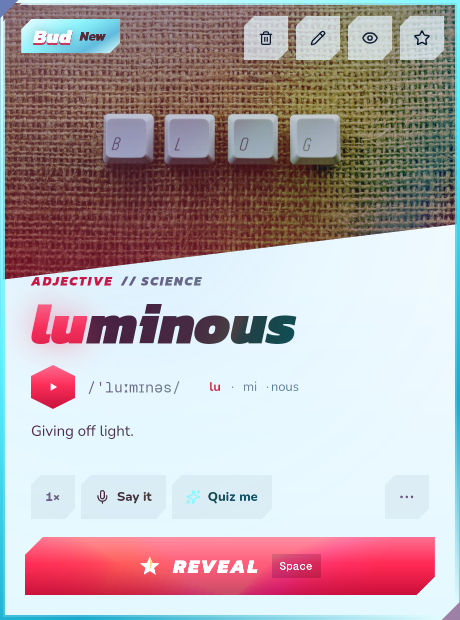 Bud New
B L O G
ADJECTIVE // SCIENCE
luminous
/ˈluːmɪnəs/ lu · mi · nous
Giving off light.
1× Say it Quiz me ...
REVEAL Space